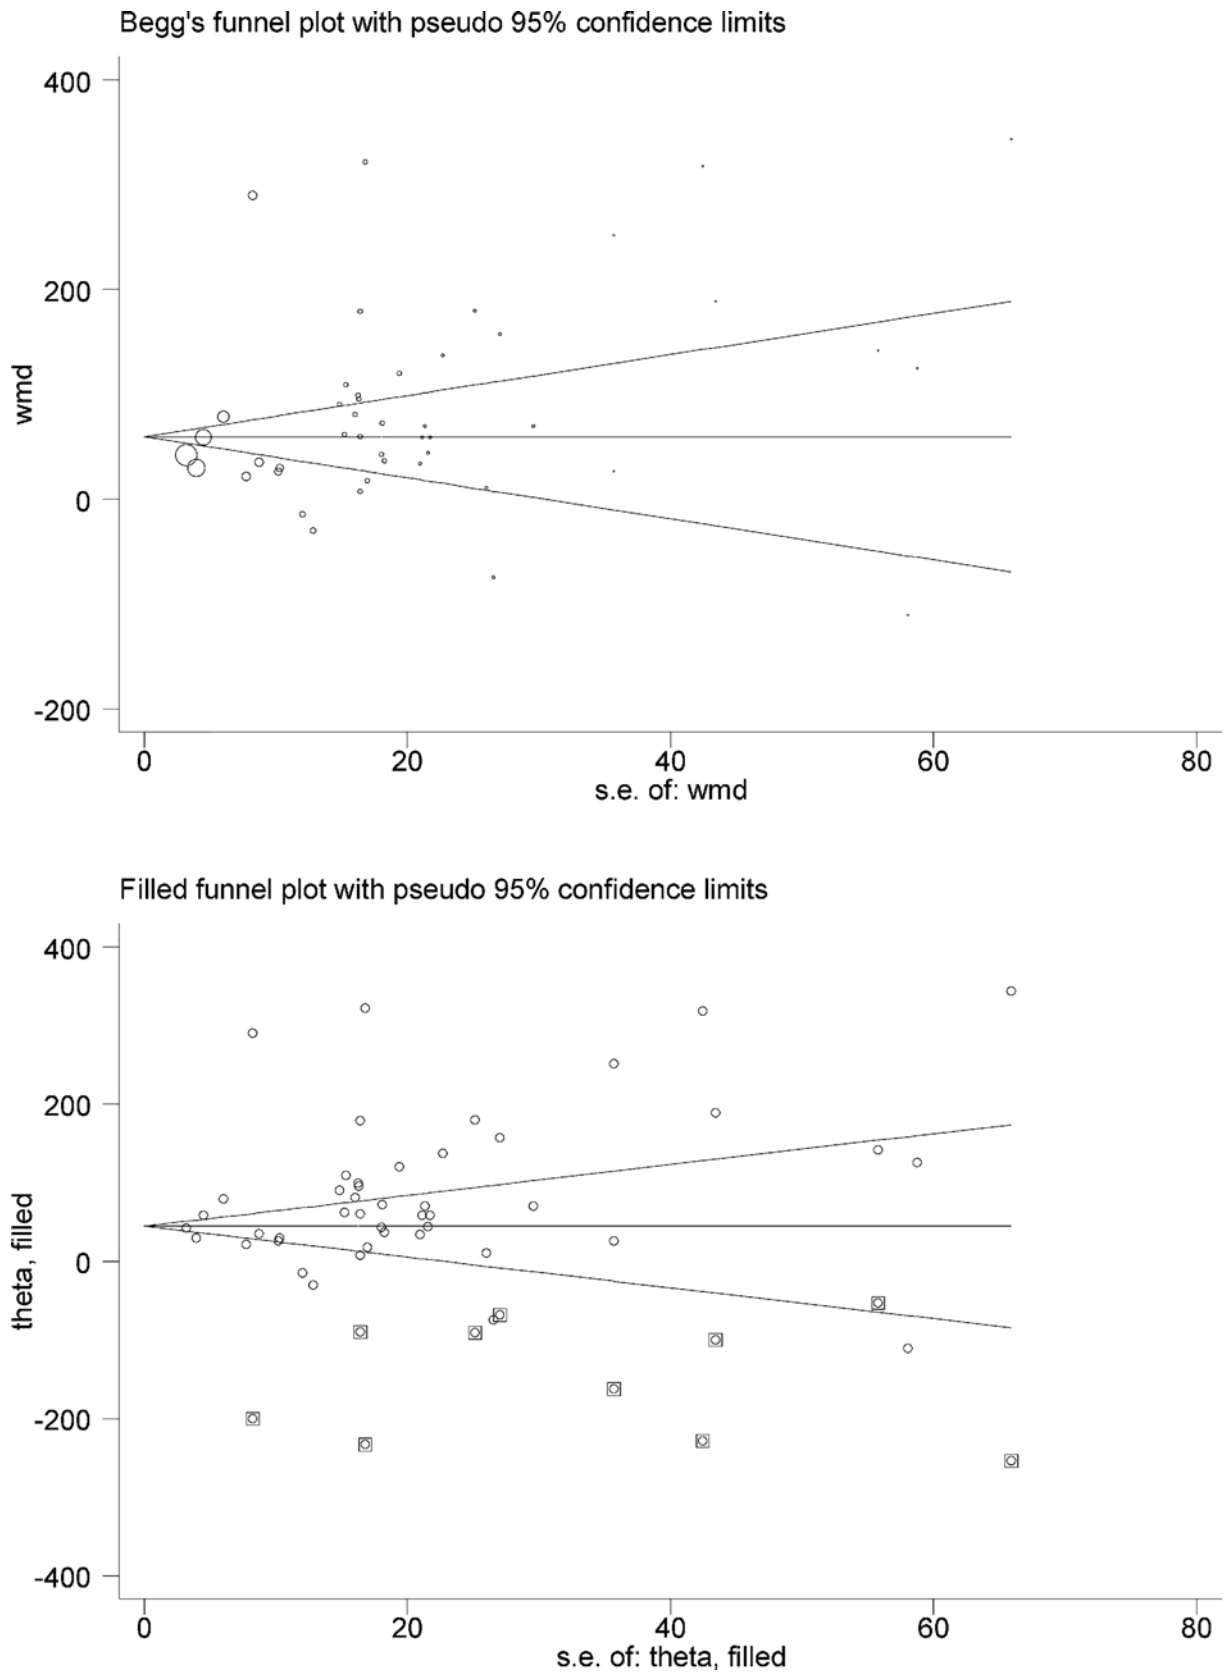 Begg's funnel plot with pseudo 95% confidence limits
400
200
0
-200
wmd
0 20 40 60 80
s.e. of: wmd
Filled funnel plot with pseudo 95% confidence limits
400
200
0
-200
-400
theta, filled
0 20 40 60 80
s.e. of: theta, filled